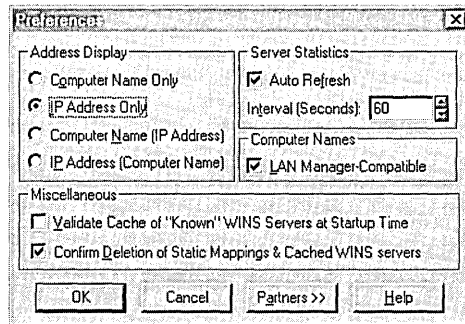 Preferences
Address Display
Computer Name Only
IP Address Only
Computer Name (IP Address)
IP Address (Computer Name)
Server Statistics
Auto Refresh
Interval (Seconds): 60
Computer Names
LAN Manager-Compatible
Miscellaneous
Validate Cache of "Known" WINS Servers at Startup Time
Confirm Deletion of Static Mappings & Cached WINS servers
OK Cancel Partners >> Help